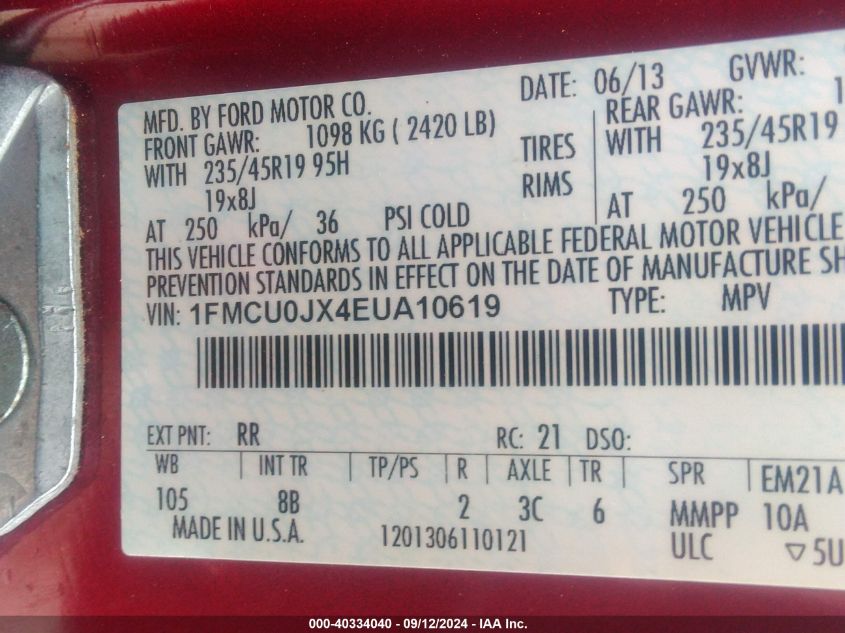 MFD. BY FORD MOTOR CO. DATE: 06/13 GVWR:
FRONT GAWR: 1098 KG ( 2420 LB) REAR GAWR: 1
WITH 235/45R19 95H TIRES WITH 235/45R19
19x8J RIMS 19x8J
AT 250 kPa/ 36 PSI COLD AT 250 kPa/
THIS VEHICLE CONFORMS TO ALL APPLICABLE FEDERAL MOTOR VEHICLE
PREVENTION STANDARDS IN EFFECT ON THE DATE OF MANUFACTURE SH
VIN: 1FMCU0JX4EUA10619 TYPE: MPV
EXT PNT: RR RC: 21 DSO:
WB INT TR TP/PS R AXLE TR SPR EM21A
105 8B 2 3C 6 MMPP 10A
MADE IN U.S.A. 1201306110121 ULC ▽5U
000-40334040 - 09/12/2024 - IAA Inc.